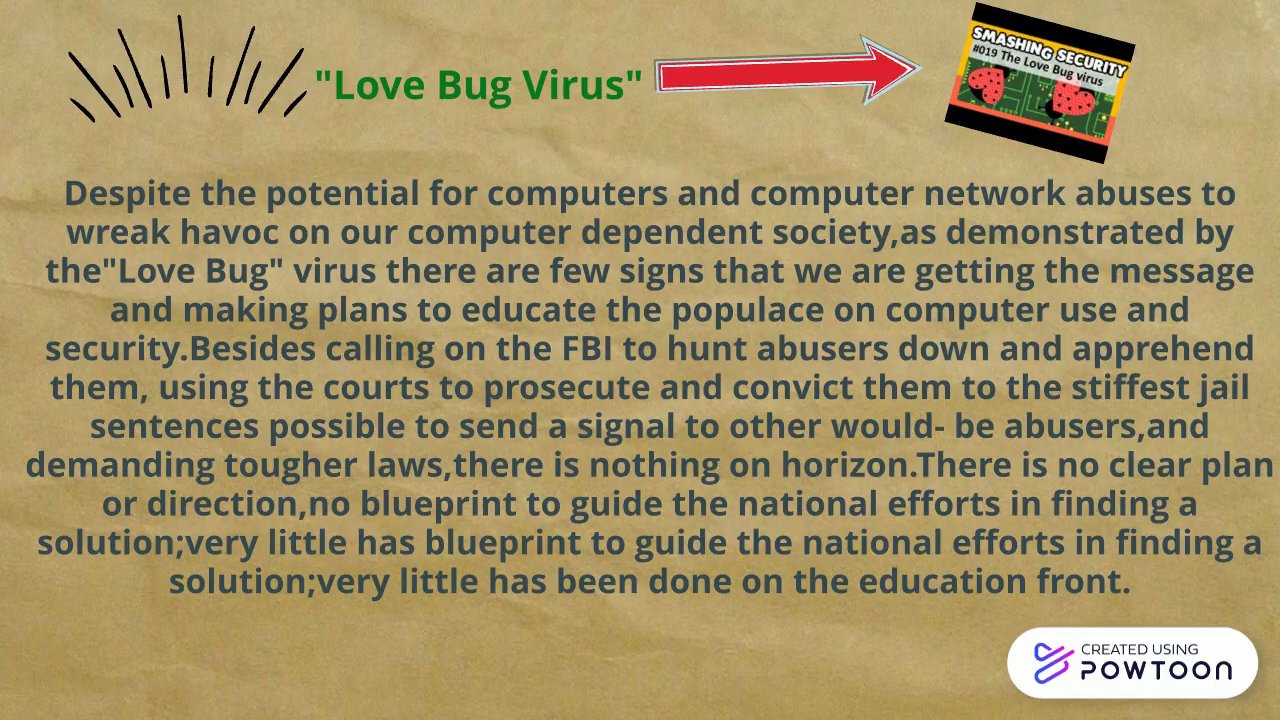 "Love Bug Virus"
SMASHING SECURITY
#019 The Love Bug virus
Despite the potential for computers and computer network abuses to
wreak havoc on our computer dependent society,as demonstrated by
the"Love Bug" virus there are few signs that we are getting the message
and making plans to educate the populace on computer use and
security.Besides calling on the FBI to hunt abusers down and apprehend
them, using the courts to prosecute and convict them to the stiffest jail
sentences possible to send a signal to other would- be abusers,and
demanding tougher laws,there is nothing on horizon.There is no clear plan
or direction,no blueprint to guide the national efforts in finding a
solution;very little has blueprint to guide the national efforts in finding a
solution;very little has been done on the education front.
CREATED USING
POWTOON